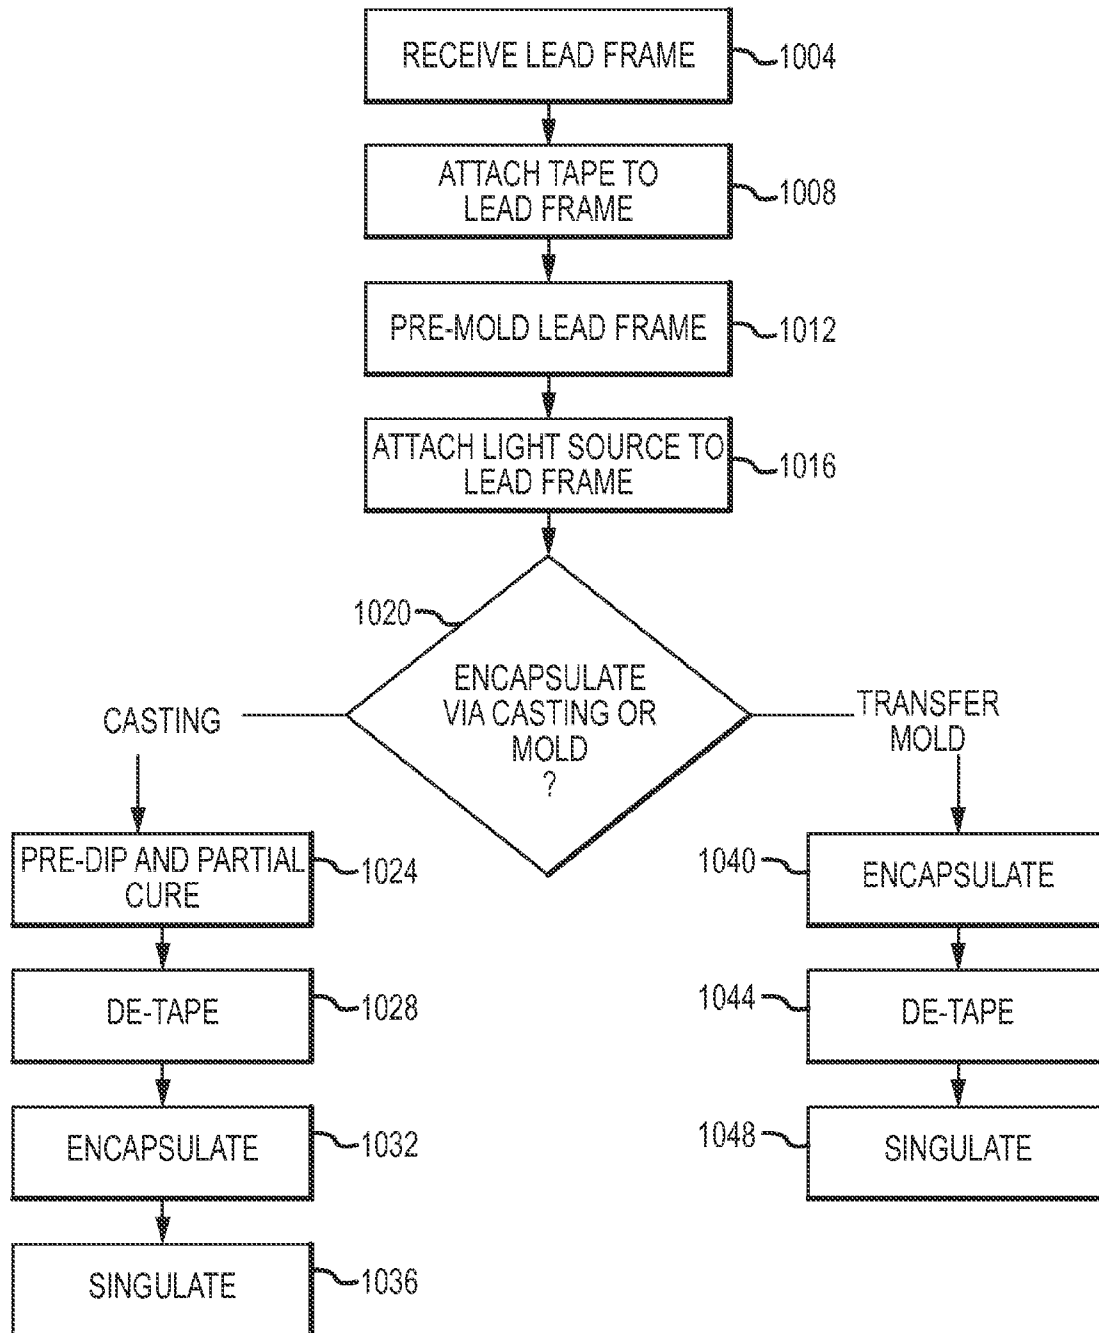 RECEIVE LEAD FRAME
1004
ATTACH TAPE TO
LEAD FRAME
1008
PRE-MOLD LEAD FRAME
1012
ATTACH LIGHT SOURCE TO
LEAD FRAME
1016
1020
ENCAPSULATE
VIA CASTING OR
MOLD
?
CASTING
TRANSFER
MOLD
PRE-DIP AND PARTIAL
CURE
1024
DE-TAPE
1028
ENCAPSULATE
1032
SINGULATE
1036
1040
ENCAPSULATE
1044
DE-TAPE
1048
SINGULATE